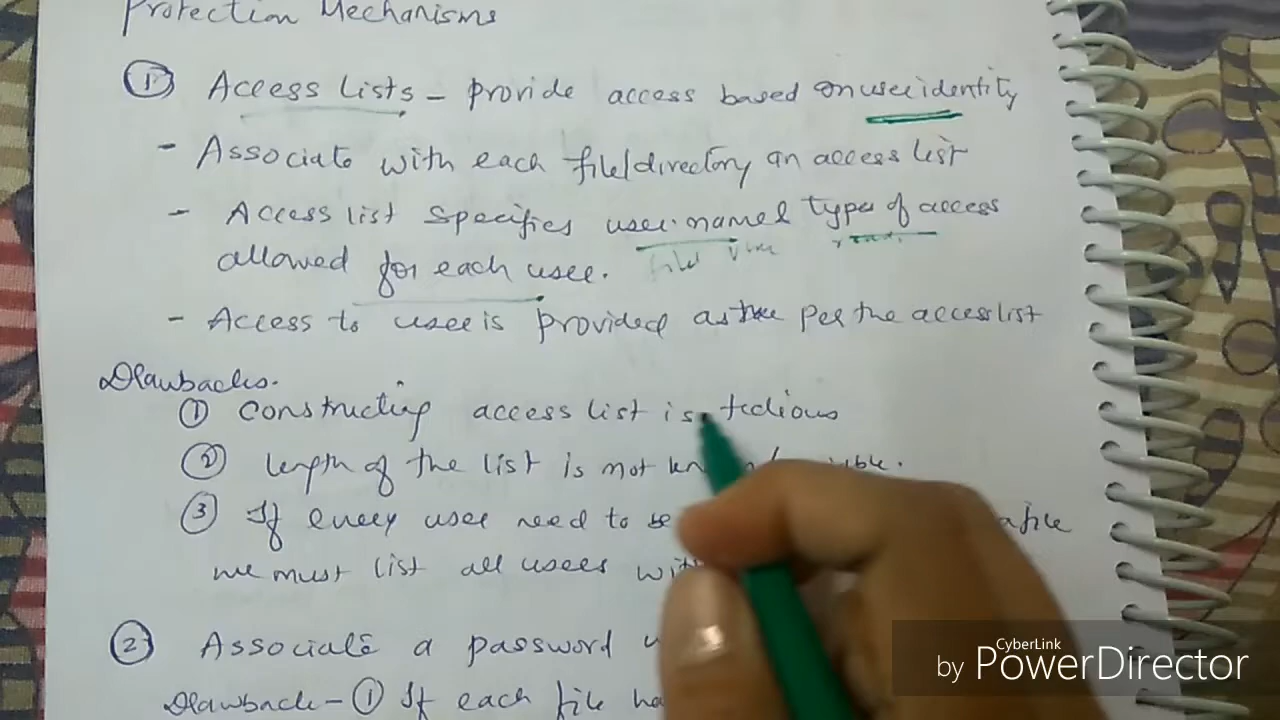 Protection Mechanisms
① Access Lists - provide access based on user identity
- Associate with each file/directory an access list
- Access list specifies user name & types of access
allowed for each user.
- Access to user is provided as per the access list
Drawbacks.
① Constructing access list is tedious
② length of the list is not
③ If every user need to
we must list all users
② Associate a password
Drawback - ① If each file
CyberLink
by PowerDirector